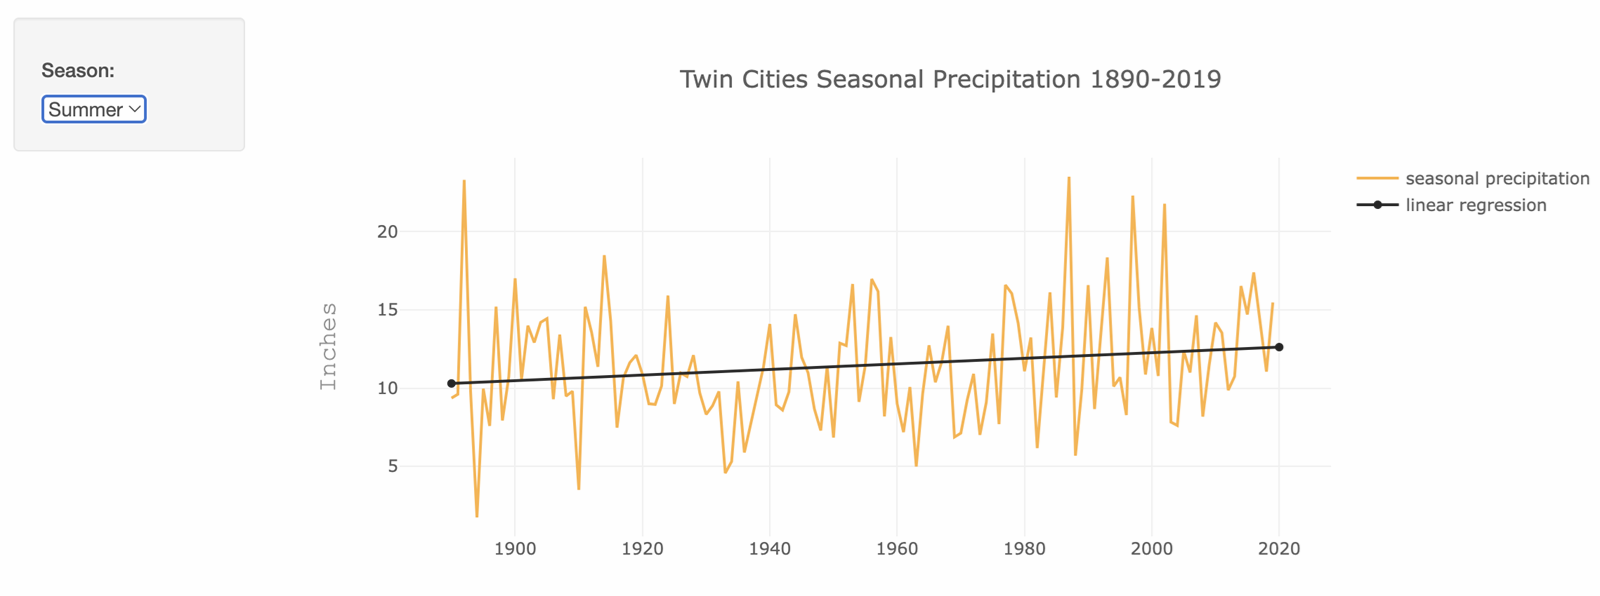 Season:
Summer
Twin Cities Seasonal Precipitation 1890-2019
seasonal precipitation
linear regression
Inches
20
15
10
5
1900 1920 1940 1960 1980 2000 2020